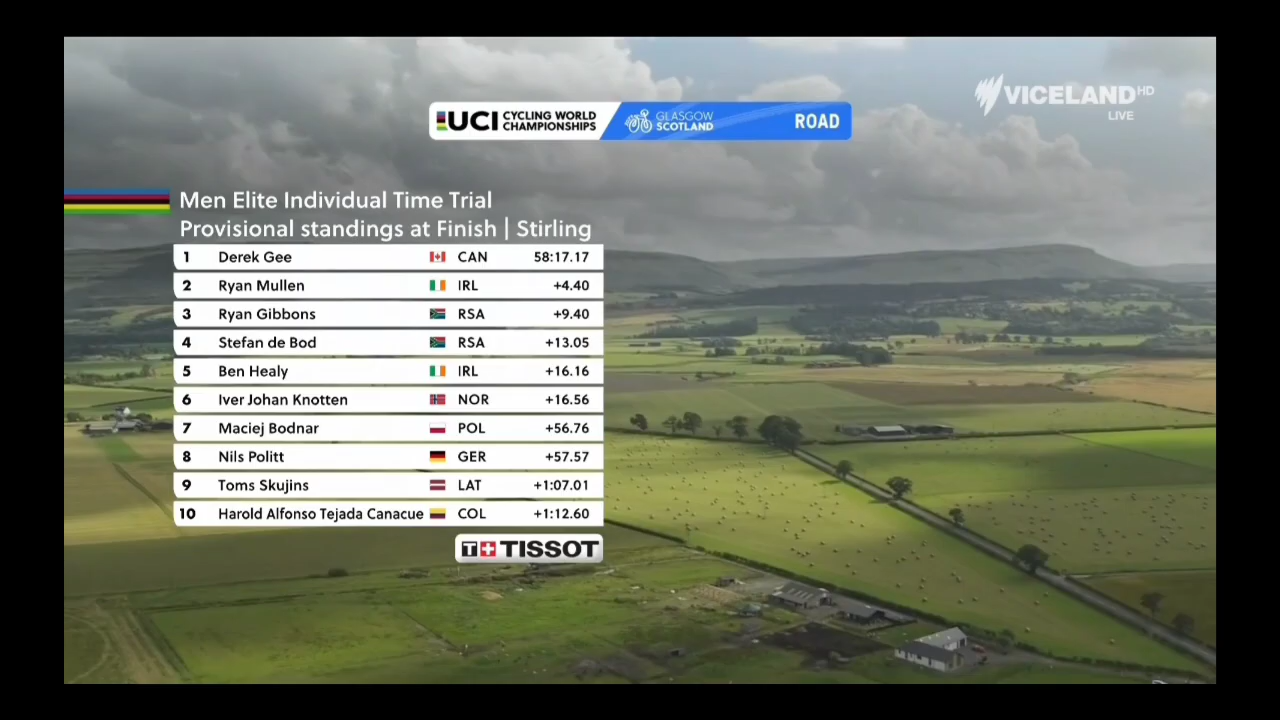 UCI CYCLING WORLD CHAMPIONSHIPS GLASGOW SCOTLAND ROAD
VICELAND HD
LIVE
Men Elite Individual Time Trial
Provisional standings at Finish | Stirling
1 Derek Gee CAN 58:17.17
2 Ryan Mullen IRL +4.40
3 Ryan Gibbons RSA +9.40
4 Stefan de Bod RSA +13.05
5 Ben Healy IRL +16.16
6 Iver Johan Knotten NOR +16.56
7 Maciej Bodnar POL +56.76
8 Nils Politt GER +57.57
9 Toms Skujins LAT +1:07.01
10 Harold Alfonso Tejada Canacue COL +1:12.60
T+ TISSOT